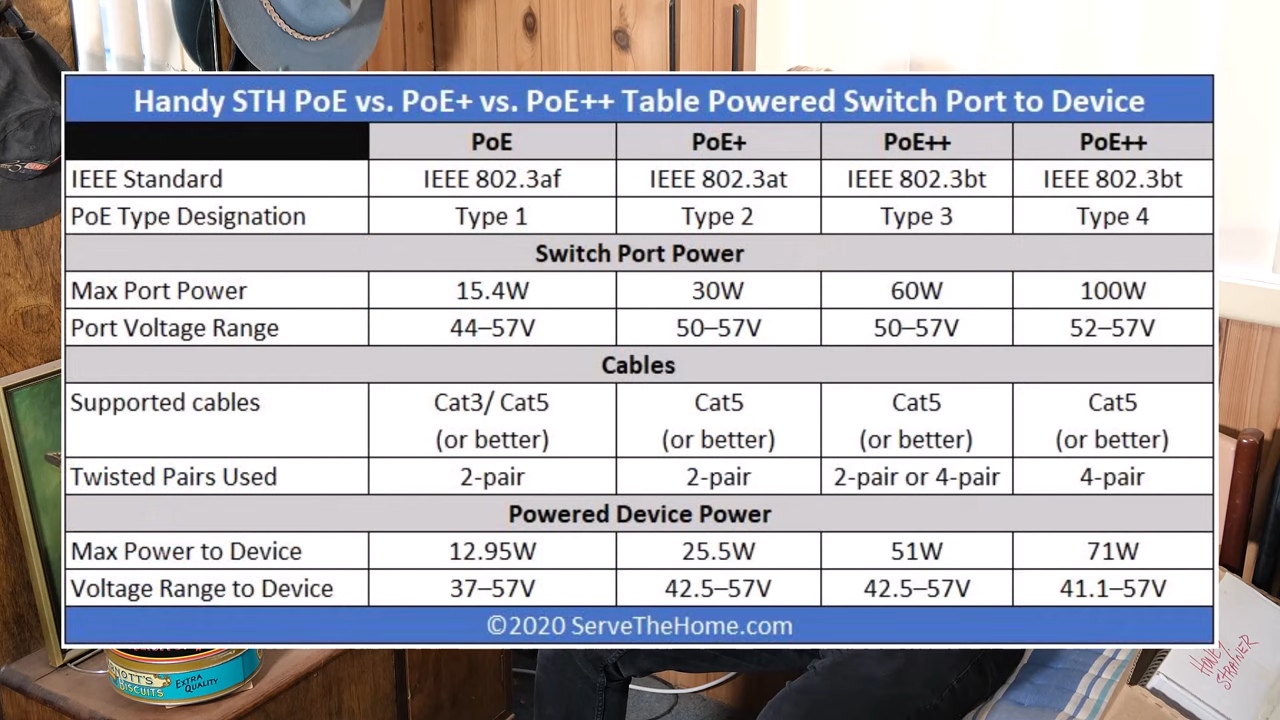 Handy STH PoE vs. PoE+ vs. PoE++ Table Powered Switch Port to Device
PoE PoE+ PoE++ PoE++
IEEE Standard IEEE 802.3af IEEE 802.3at IEEE 802.3bt IEEE 802.3bt
PoE Type Designation Type 1 Type 2 Type 3 Type 4
Switch Port Power
Max Port Power 15.4W 30W 60W 100W
Port Voltage Range 44–57V 50–57V 50–57V 52–57V
Cables
Supported cables Cat3/ Cat5 Cat5 Cat5 Cat5
(or better) (or better) (or better) (or better)
Twisted Pairs Used 2-pair 2-pair 2-pair or 4-pair 4-pair
Powered Device Power
Max Power to Device 12.95W 25.5W 51W 71W
Voltage Range to Device 37–57V 42.5–57V 42.5–57V 41.1–57V
©2020 ServeTheHome.com
BISCUITS
EXTRA
QUALITY
HONEY
STRAINER